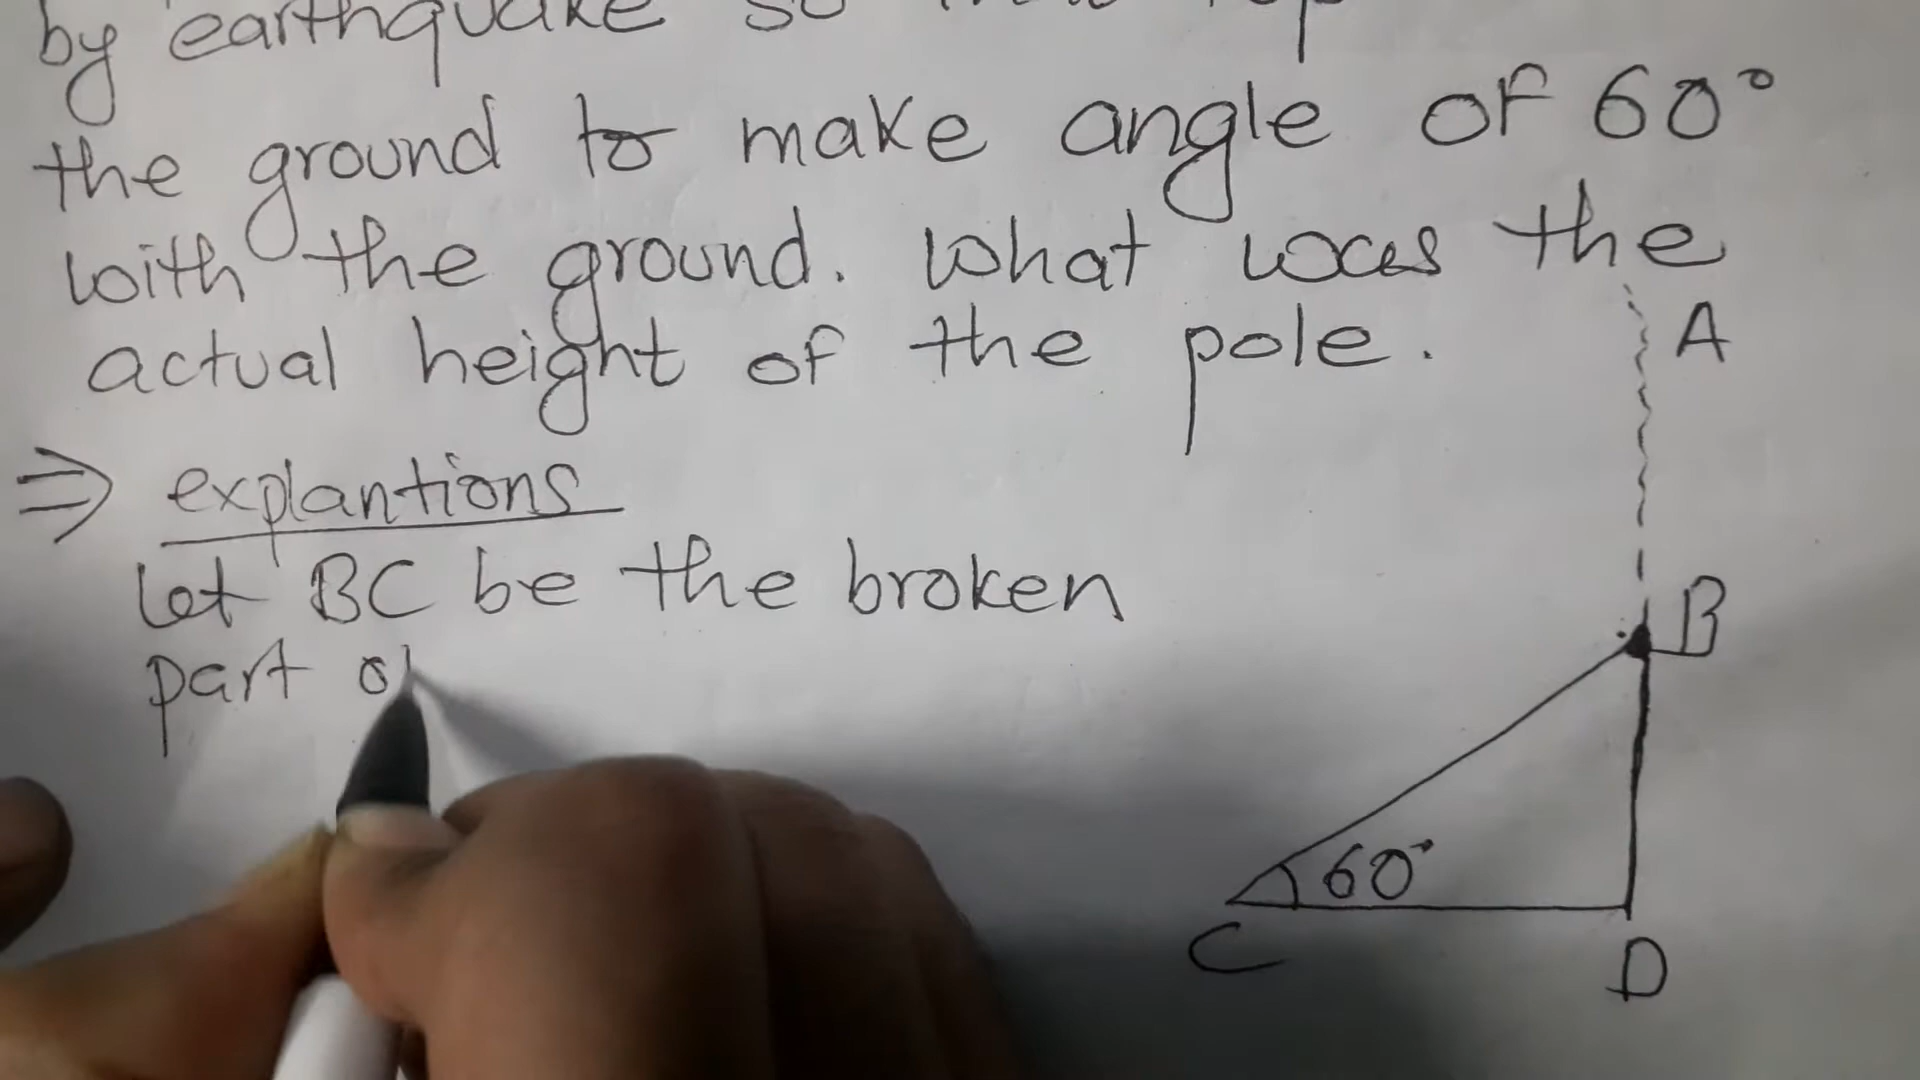 by earthquake so
the ground to make angle of 60°
with the ground. What was the
actual height of the pole.
⇒ explantions
Let BC be the broken
part
A
B
60°
C
D